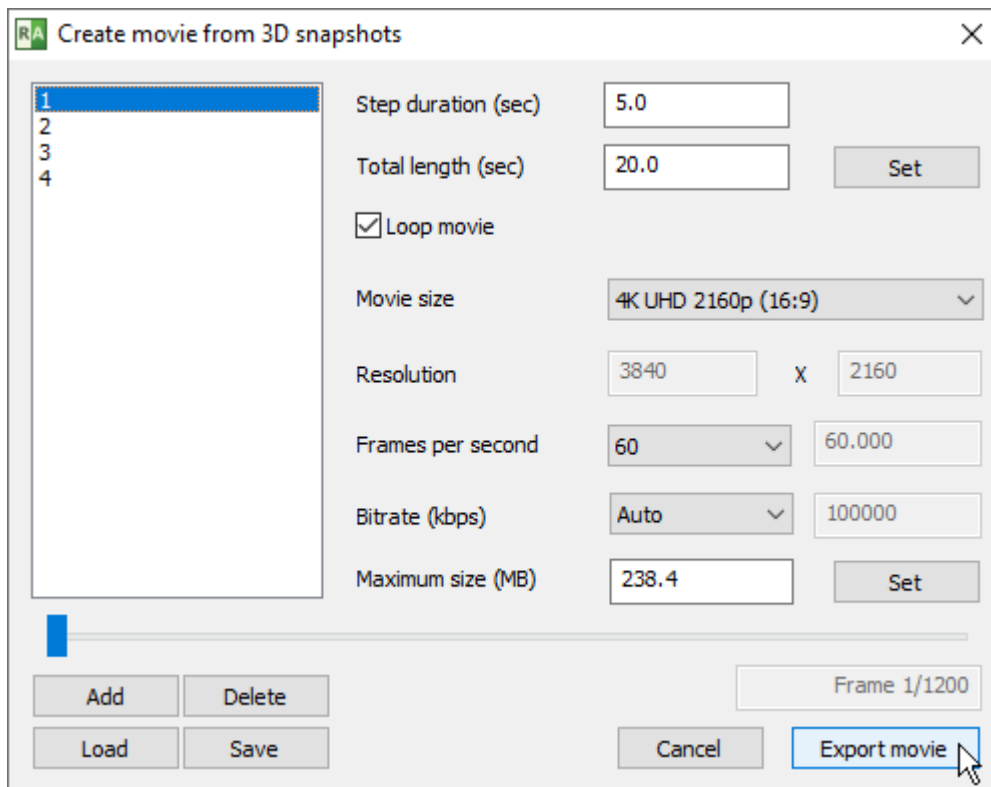 RA Create movie from 3D snapshots
1
2
3
4
Step duration (sec) 5.0
Total length (sec) 20.0 Set
Loop movie
Movie size 4K UHD 2160p (16:9)
Resolution 3840 X 2160
Frames per second 60 60.000
Bitrate (kbps) Auto 100000
Maximum size (MB) 238.4 Set
Frame 1/1200
Add Delete
Load Save Cancel Export movie